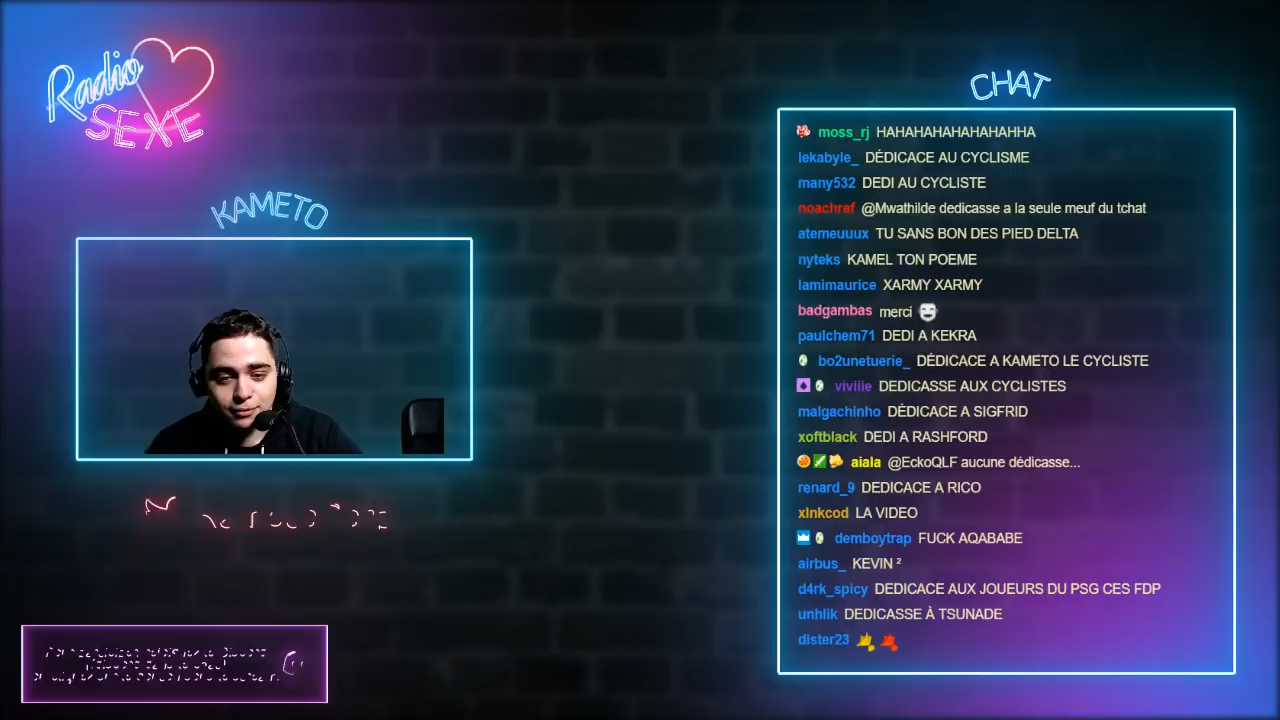 Radio
SEXE
KAMETO
CHAT
moss_rj HAHAHAHAHAHAHAHHA
lekabyle_ DÉDICACE AU CYCLISME
many532 DEDI AU CYCLISTE
noachraf @Mwathilde dedicasse a la seule meuf du tchat
atemeuuux TU SANS BON DES PIED DELTA
nyteks KAMEL TON POEME
lamimaurice XARMY XARMY
badgambas merci
paulchem71 DEDI A KEKRA
bo2unetuerie_ DÉDICACE A KAMETO LE CYCLISTE
viviiie DEDICASSE AUX CYCLISTES
malgachinho DÉDICACE A SIGFRID
xoftblack DEDI A RASHFORD
aiala @EckoQLF aucune dédicasse...
renard_9 DEDICACE A RICO
xlnkcod LA VIDEO
demboytrap FUCK AQABABE
airbus_ KEVIN ²
d4rk_spicy DEDICACE AUX JOUEURS DU PSG CES FDP
unhlik DEDICASSE À TSUNADE
dister23